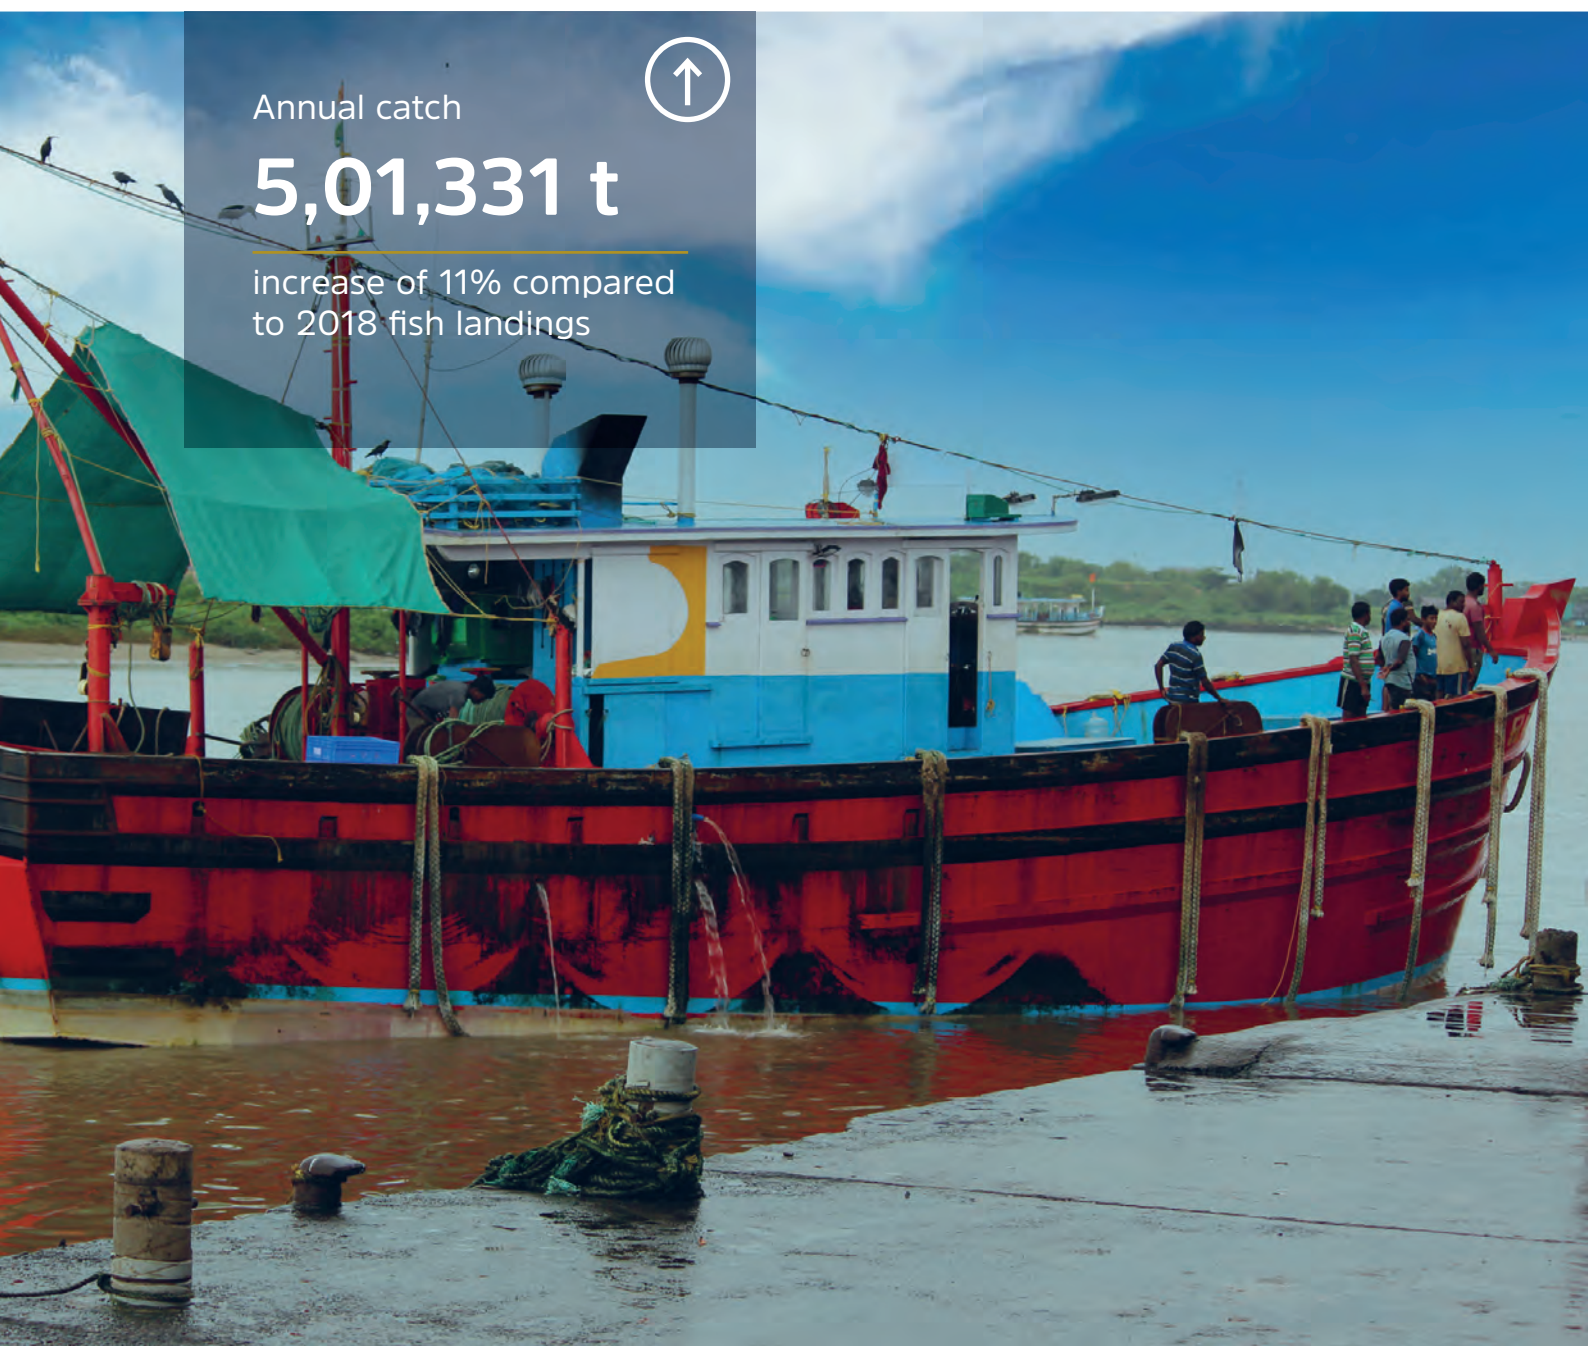 Annual catch
5,01,331 t
increase of 11% compared
to 2018 fish landings